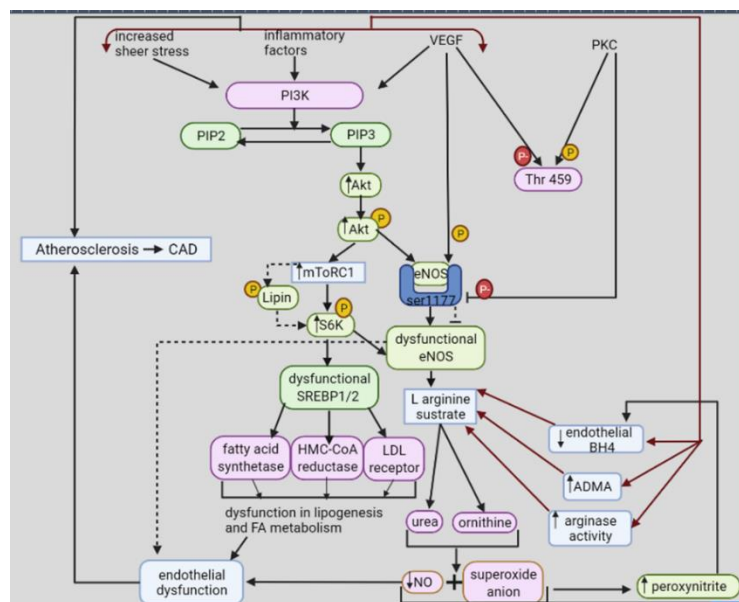 increased
sheer stress
inflammatory
factors
VEGF
PKC
PI3K
PIP2
PIP3
P-
P
Thr 459
↑Akt
↑Akt
P
P
Atherosclerosis → CAD
↑mToRC1
eNOS
ser1177
P-
P
Lipin
P
↑S6K
dysfunctional
eNOS
dysfunctional
SREBP1/2
L arginine
sustrate
↓ endothelial
BH4
fatty acid
synthetase
HMC-CoA
reductase
LDL
receptor
↑ADMA
↑ arginase
activity
dysfunction in lipogenesis
and FA metabolism
urea
ornithine
endothelial
dysfunction
↓NO
+
superoxide
anion
↑ peroxynitrite